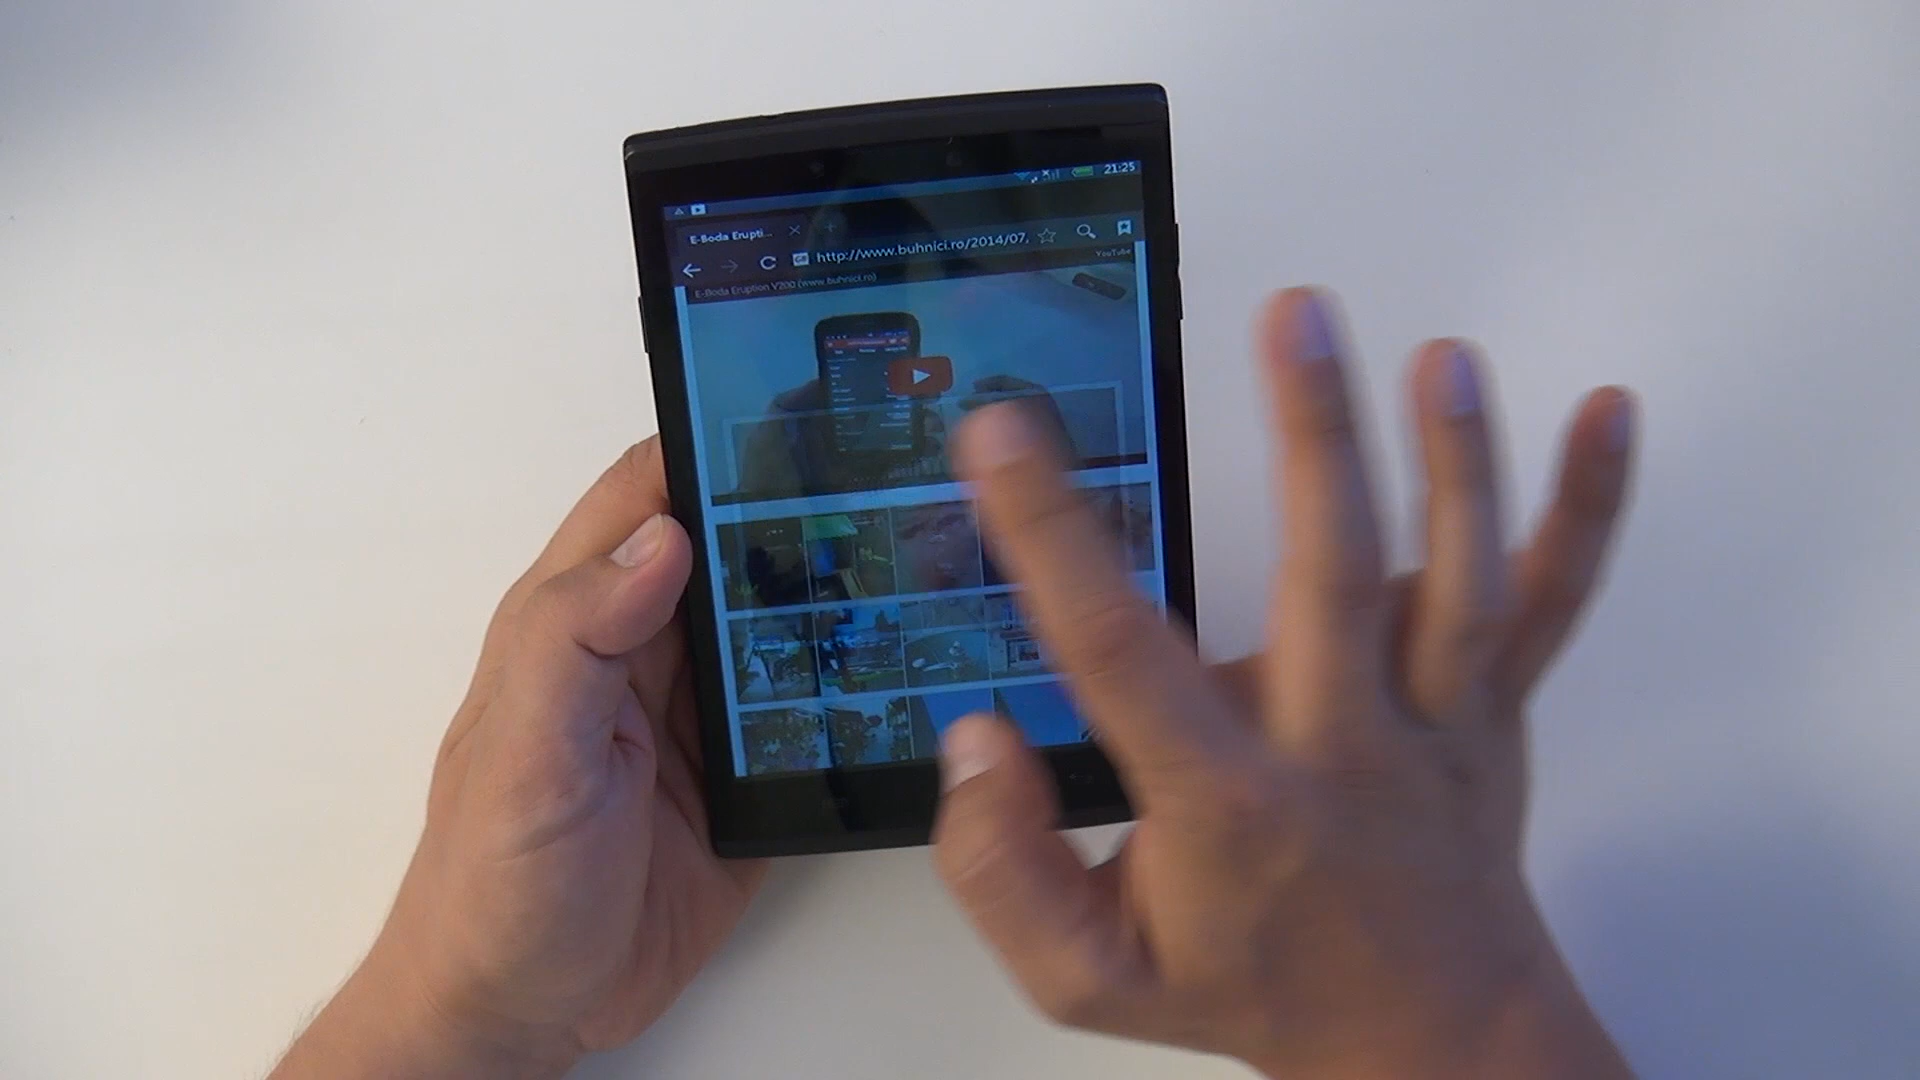 21:25
E-Boda Erupti...
http://www.buhnici.ro/2014/07.
YouTube
E-Boda Eruption V200 (www.buhnici.ro)